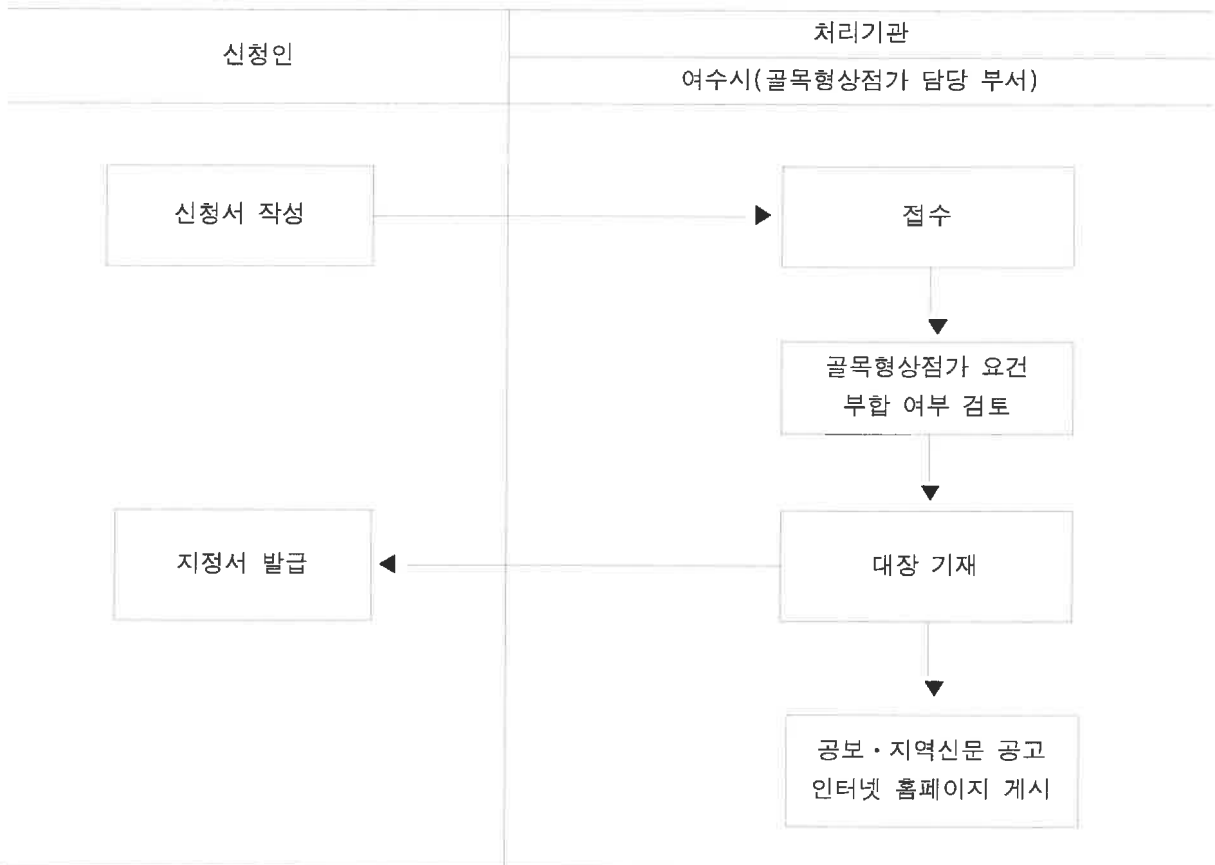 신청인
처리기관
여수시(골목형상점가 담당 부서)
신청서 작성
접수
골목형상점가 요건
부합 여부 검토
지정서 발급
대장 기재
공보·지역신문 공고
인터넷 홈페이지 게시